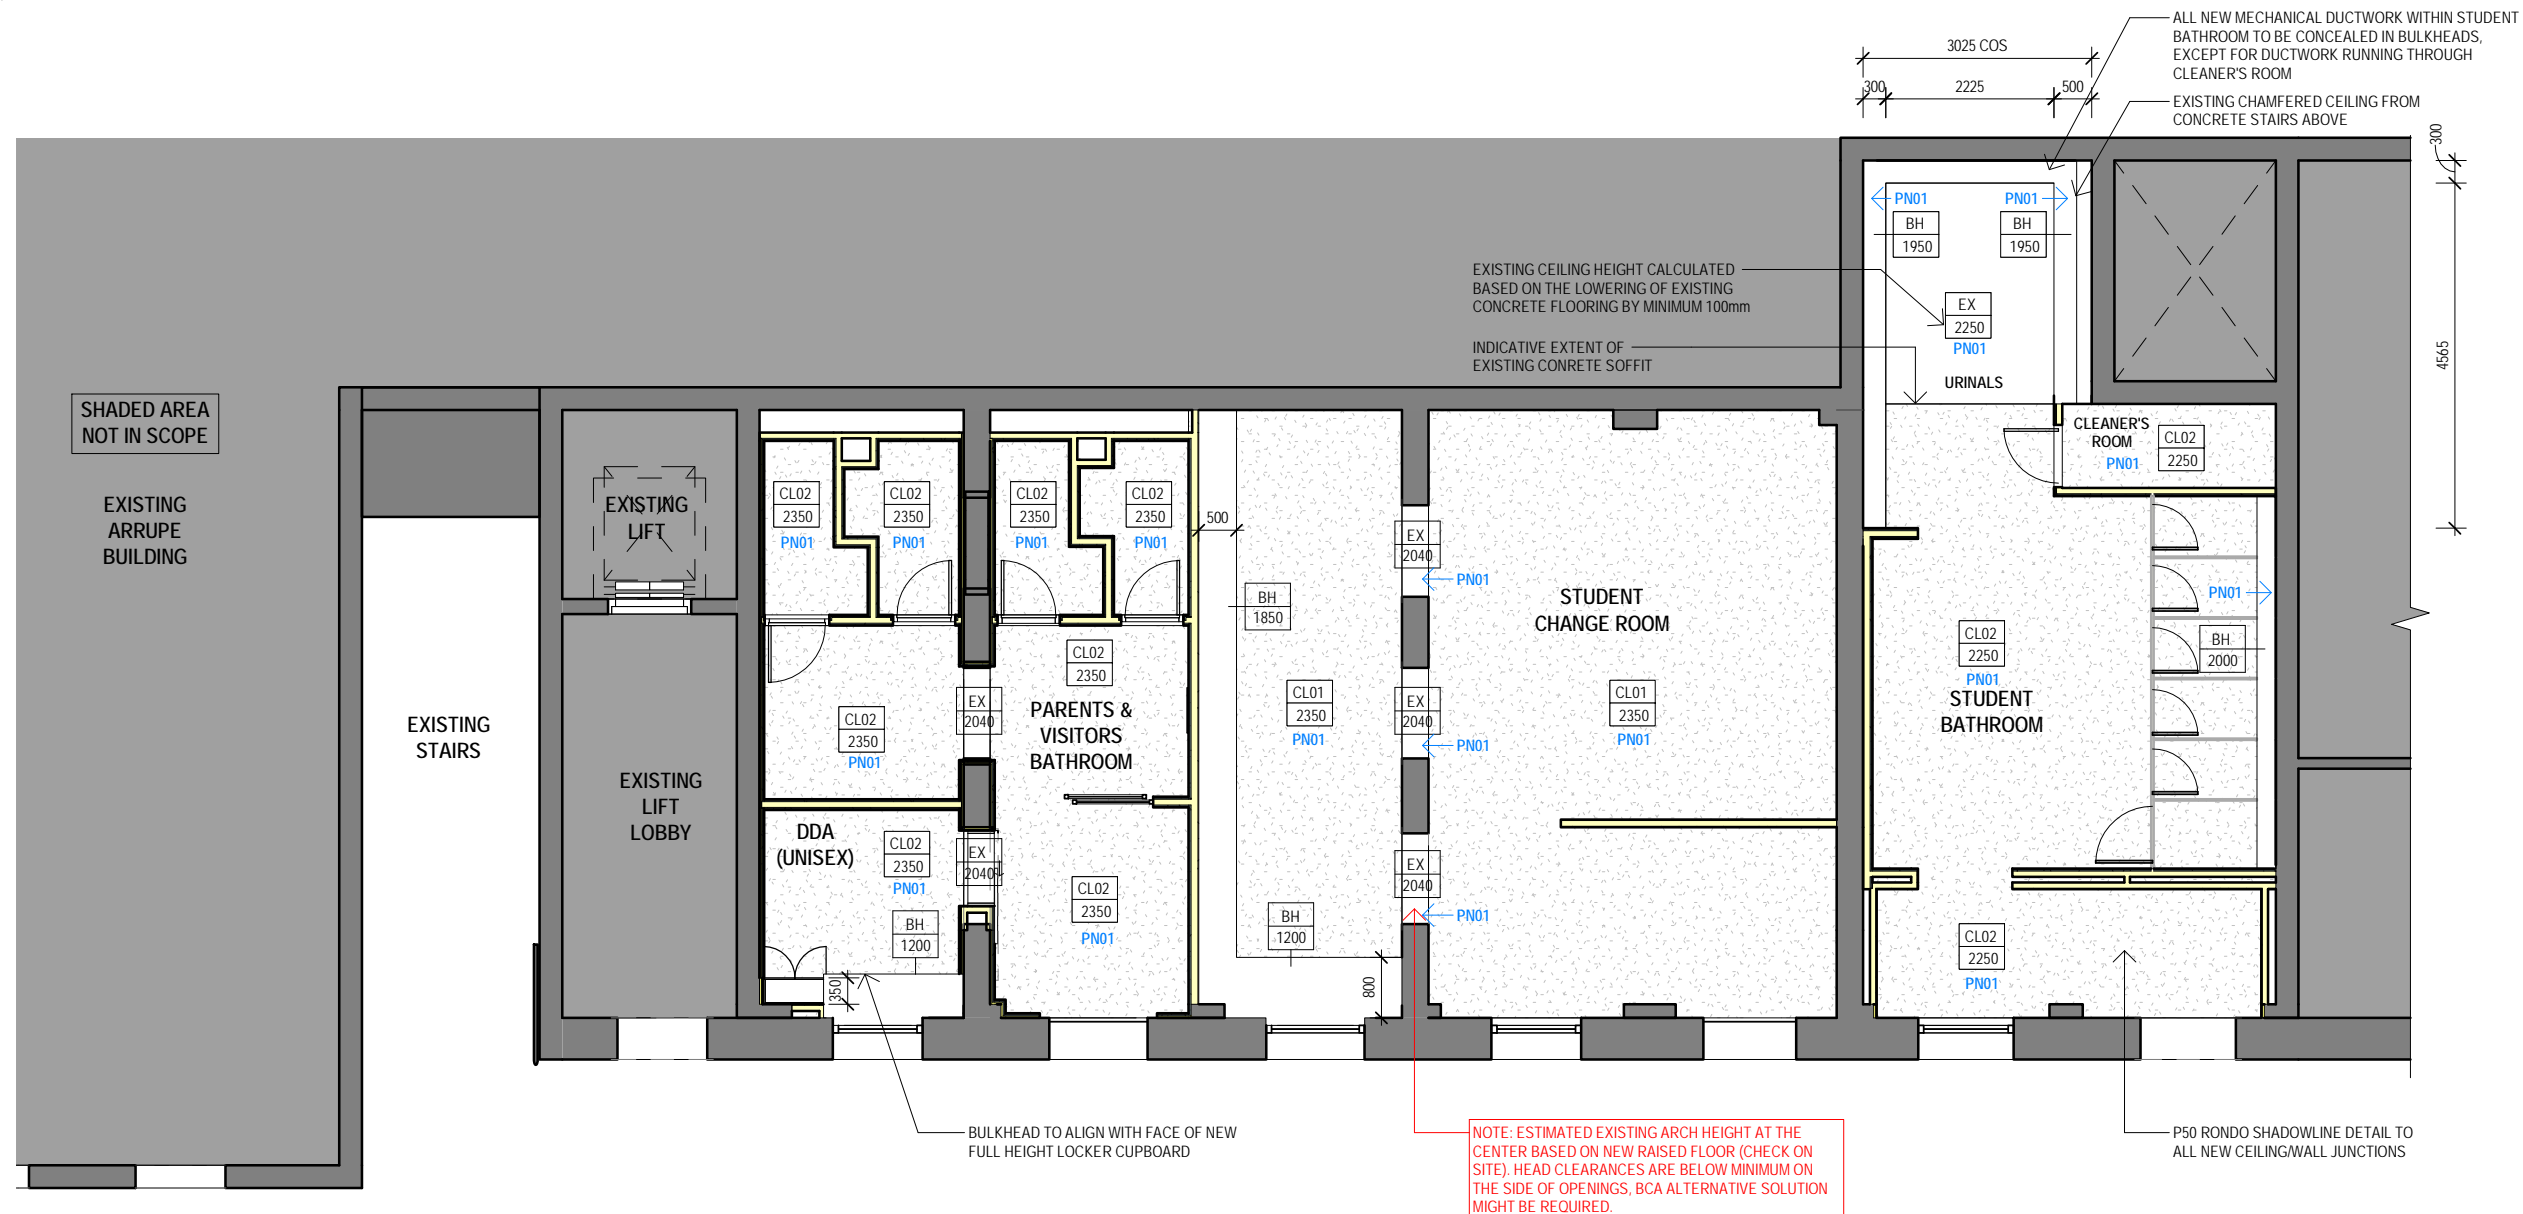 ALL NEW MECHANICAL DUCTWORK WITHIN STUDENT
BATHROOM TO BE CONCEALED IN BULKHEADS,
EXCEPT FOR DUCTWORK RUNNING THROUGH
CLEANER'S ROOM
3025 COS
300
2225
500
EXISTING CHAMFERED CEILING FROM
CONCRETE STAIRS ABOVE
300
PN01
PN01
BH
1950
BH
1950
EXISTING CEILING HEIGHT CALCULATED
BASED ON THE LOWERING OF EXISTING
CONCRETE FLOORING BY MINIMUM 100mm
EX
2250
PN01
INDICATIVE EXTENT OF
EXISTING CONRETE SOFFIT
URINALS
4565
SHADED AREA
NOT IN SCOPE
CLEANER'S
ROOM
PN01
CL02
2250
EXISTING
ARRUPE
BUILDING
EXISTING
LIFT
CL02
2350
PN01
CL02
2350
PN01
CL02
2350
PN01
CL02
2350
PN01
500
EX
2040
PN01
BH
1850
STUDENT
CHANGE ROOM
PN01
CL02
2250
PN01
BH
2000
STUDENT
BATHROOM
CL02
2350
EX
2040
PARENTS &
VISITORS
BATHROOM
CL02
2350
PN01
CL01
2350
PN01
EX
2040
PN01
CL01
2350
PN01
EXISTING
STAIRS
EXISTING
LIFT
LOBBY
DDA
(UNISEX)
CL02
2350
PN01
EX
2040
CL02
2350
PN01
EX
2040
PN01
BH
1200
BH
1200
350
800
CL02
2250
PN01
BULKHEAD TO ALIGN WITH FACE OF NEW
FULL HEIGHT LOCKER CUPBOARD
NOTE: ESTIMATED EXISTING ARCH HEIGHT AT THE
CENTER BASED ON NEW RAISED FLOOR (CHECK ON
SITE). HEAD CLEARANCES ARE BELOW MINIMUM ON
THE SIDE OF OPENINGS, BCA ALTERNATIVE SOLUTION
MIGHT BE REQUIRED.
P50 RONDO SHADOWLINE DETAIL TO
ALL NEW CEILING/WALL JUNCTIONS